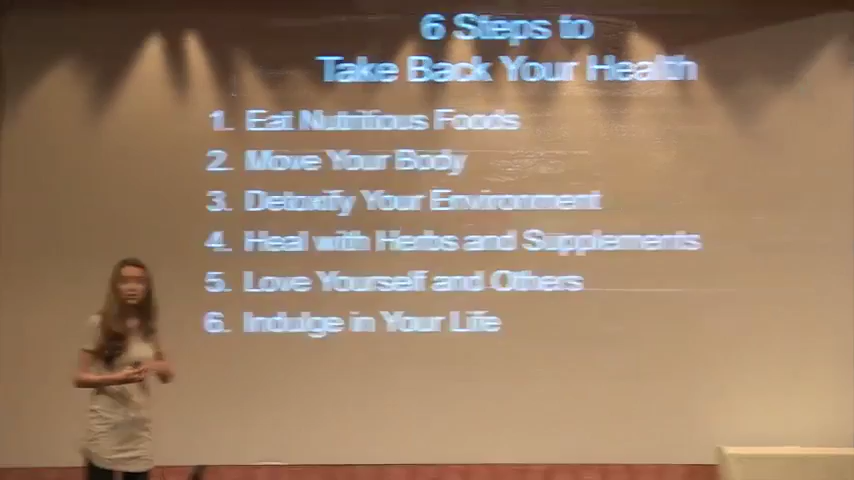 6 Steps to
Take Back Your Health
1. Eat Nutritious Foods
2. Move Your Body
3. Detoxify Your Environment
4. Heal with Herbs and Supplements
5. Love Yourself and Others
6. Indulge in Your Life